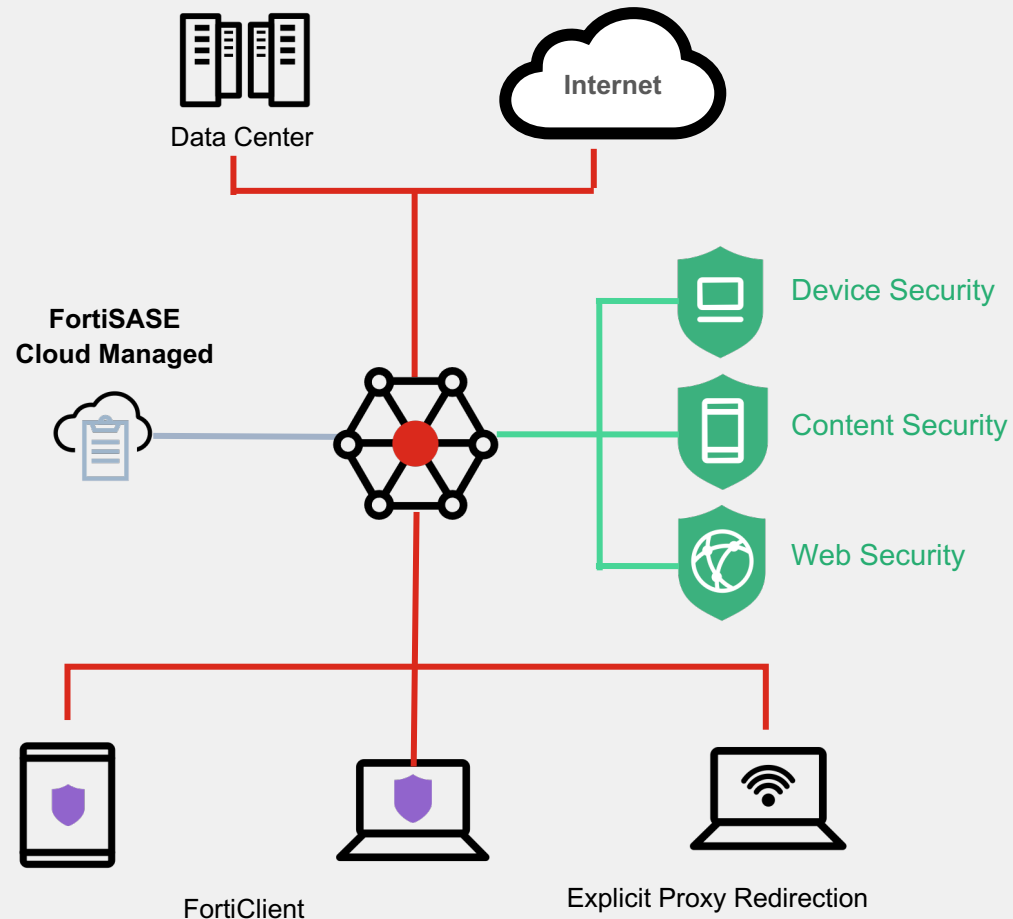 Internet
Data Center
Device Security
FortiSASE
Cloud Managed
Content Security
Web Security
FortiClient
Explicit Proxy Redirection